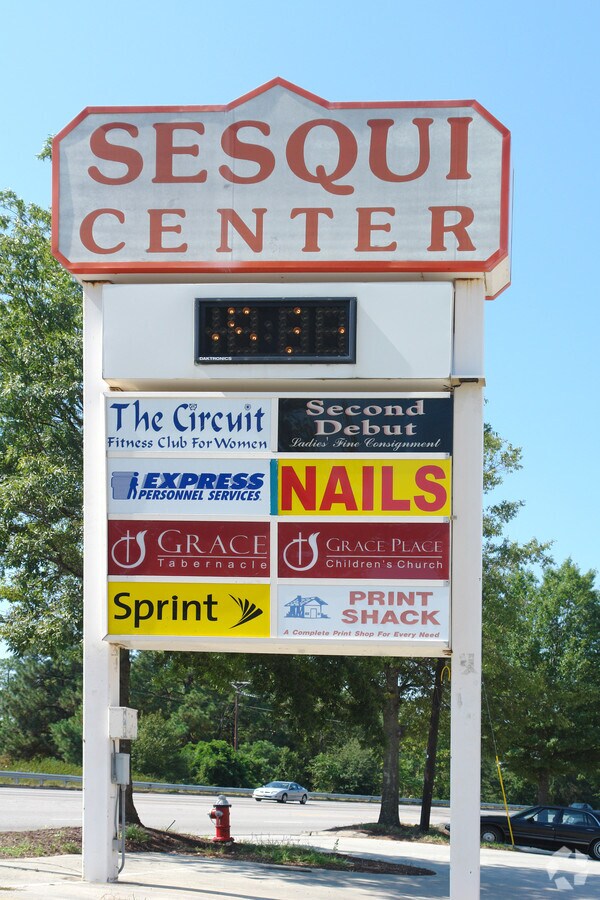 SESQUI
CENTER
DAKTRONICS
The Circuit
Fitness Club For Women
Second
Debut
Ladies' Fine Consignment
EXPRESS
PERSONNEL SERVICES
NAILS
GRACE
Tabernacle
GRACE PLACE
Children's Church
Sprint
PRINT
SHACK
A Complete Print Shop For Every Need